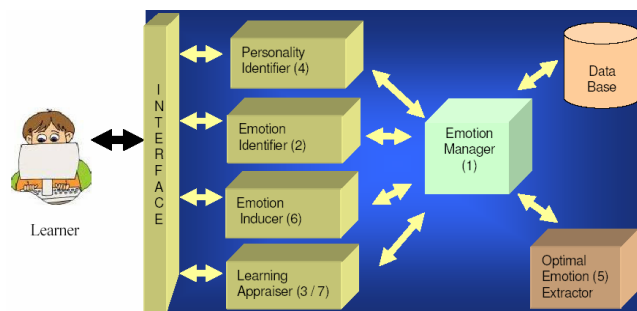 Learner
INTERFACE
Personality
Identifier (4)
Emotion
Identifier (2)
Emotion
Inducer (6)
Learning
Appraiser (3 / 7)
Emotion
Manager
(1)
Data
Base
Optimal
Emotion (5)
Extractor